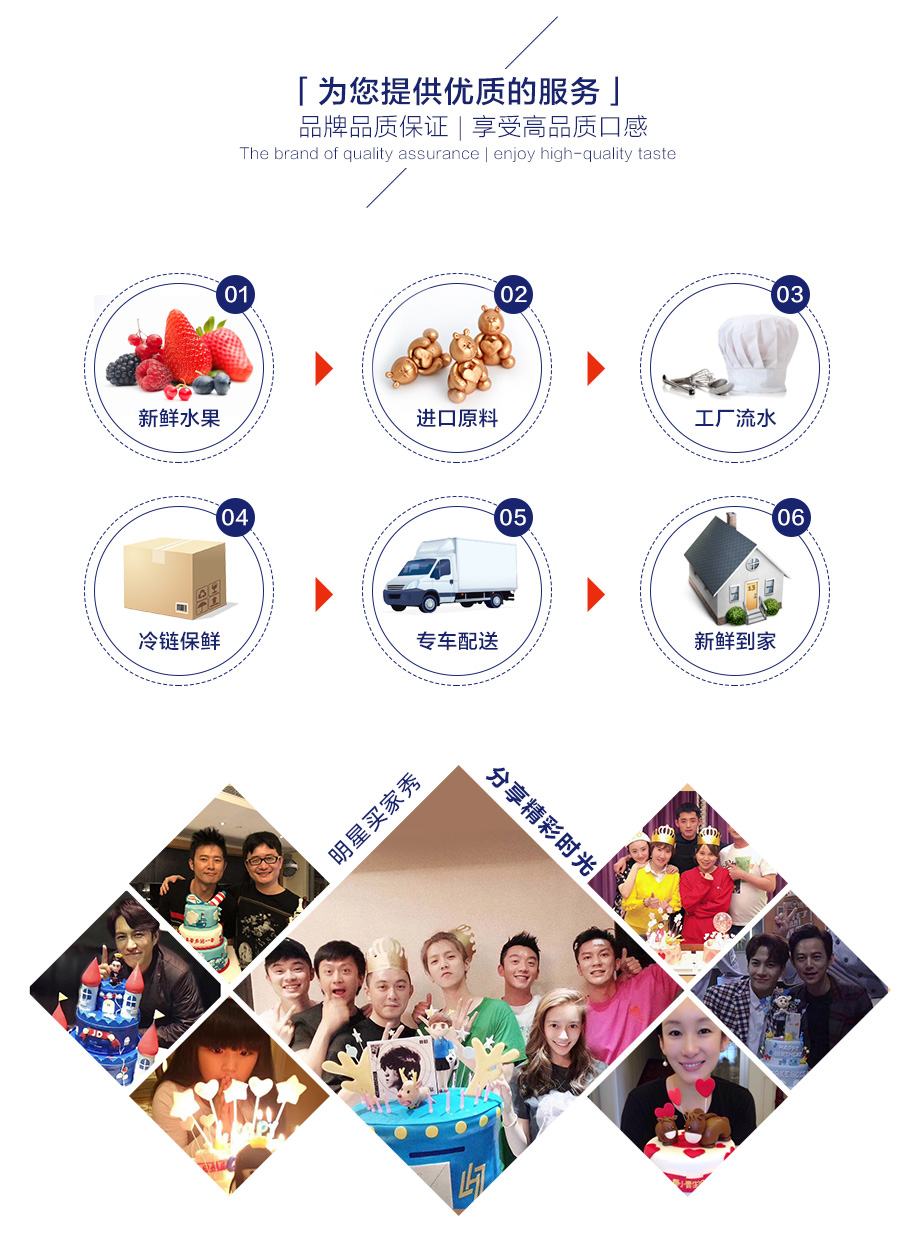 「 为您提供优质的服务 」
品牌品质保证 | 享受高品质口感
The brand of quality assurance | enjoy high-quality taste
01
新鲜水果
02
进口原料
03
工厂流水
04
冷链保鲜
05
专车配送
06
新鲜到家
明星买家秀
分享精彩时光
13
JD
Happy